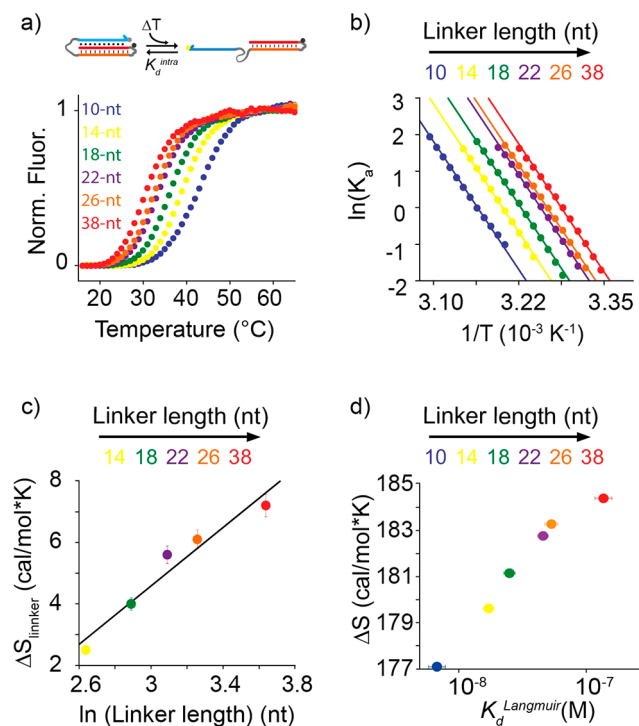 a)
ΔT
K_d^intra
Norm. Fluor.
1
0
10-nt
14-nt
18-nt
22-nt
26-nt
38-nt
20 30 40 50 60
Temperature (°C)
b)
Linker length (nt)
10 14 18 22 26 38
ln(K_a)
3
2
1
0
-1
-2
3.10 3.22 3.35
1/T (10^-3 K^-1)
c)
Linker length (nt)
14 18 22 26 38
ΔS_linnker (cal/mol*K)
8
6
4
2
2.6 3 3.4 3.8
ln (Linker length) (nt)
d)
Linker length (nt)
10 14 18 22 26 38
ΔS (cal/mol*K)
185
183
181
179
177
10^-8 10^-7
K_d^Langmuir (M)